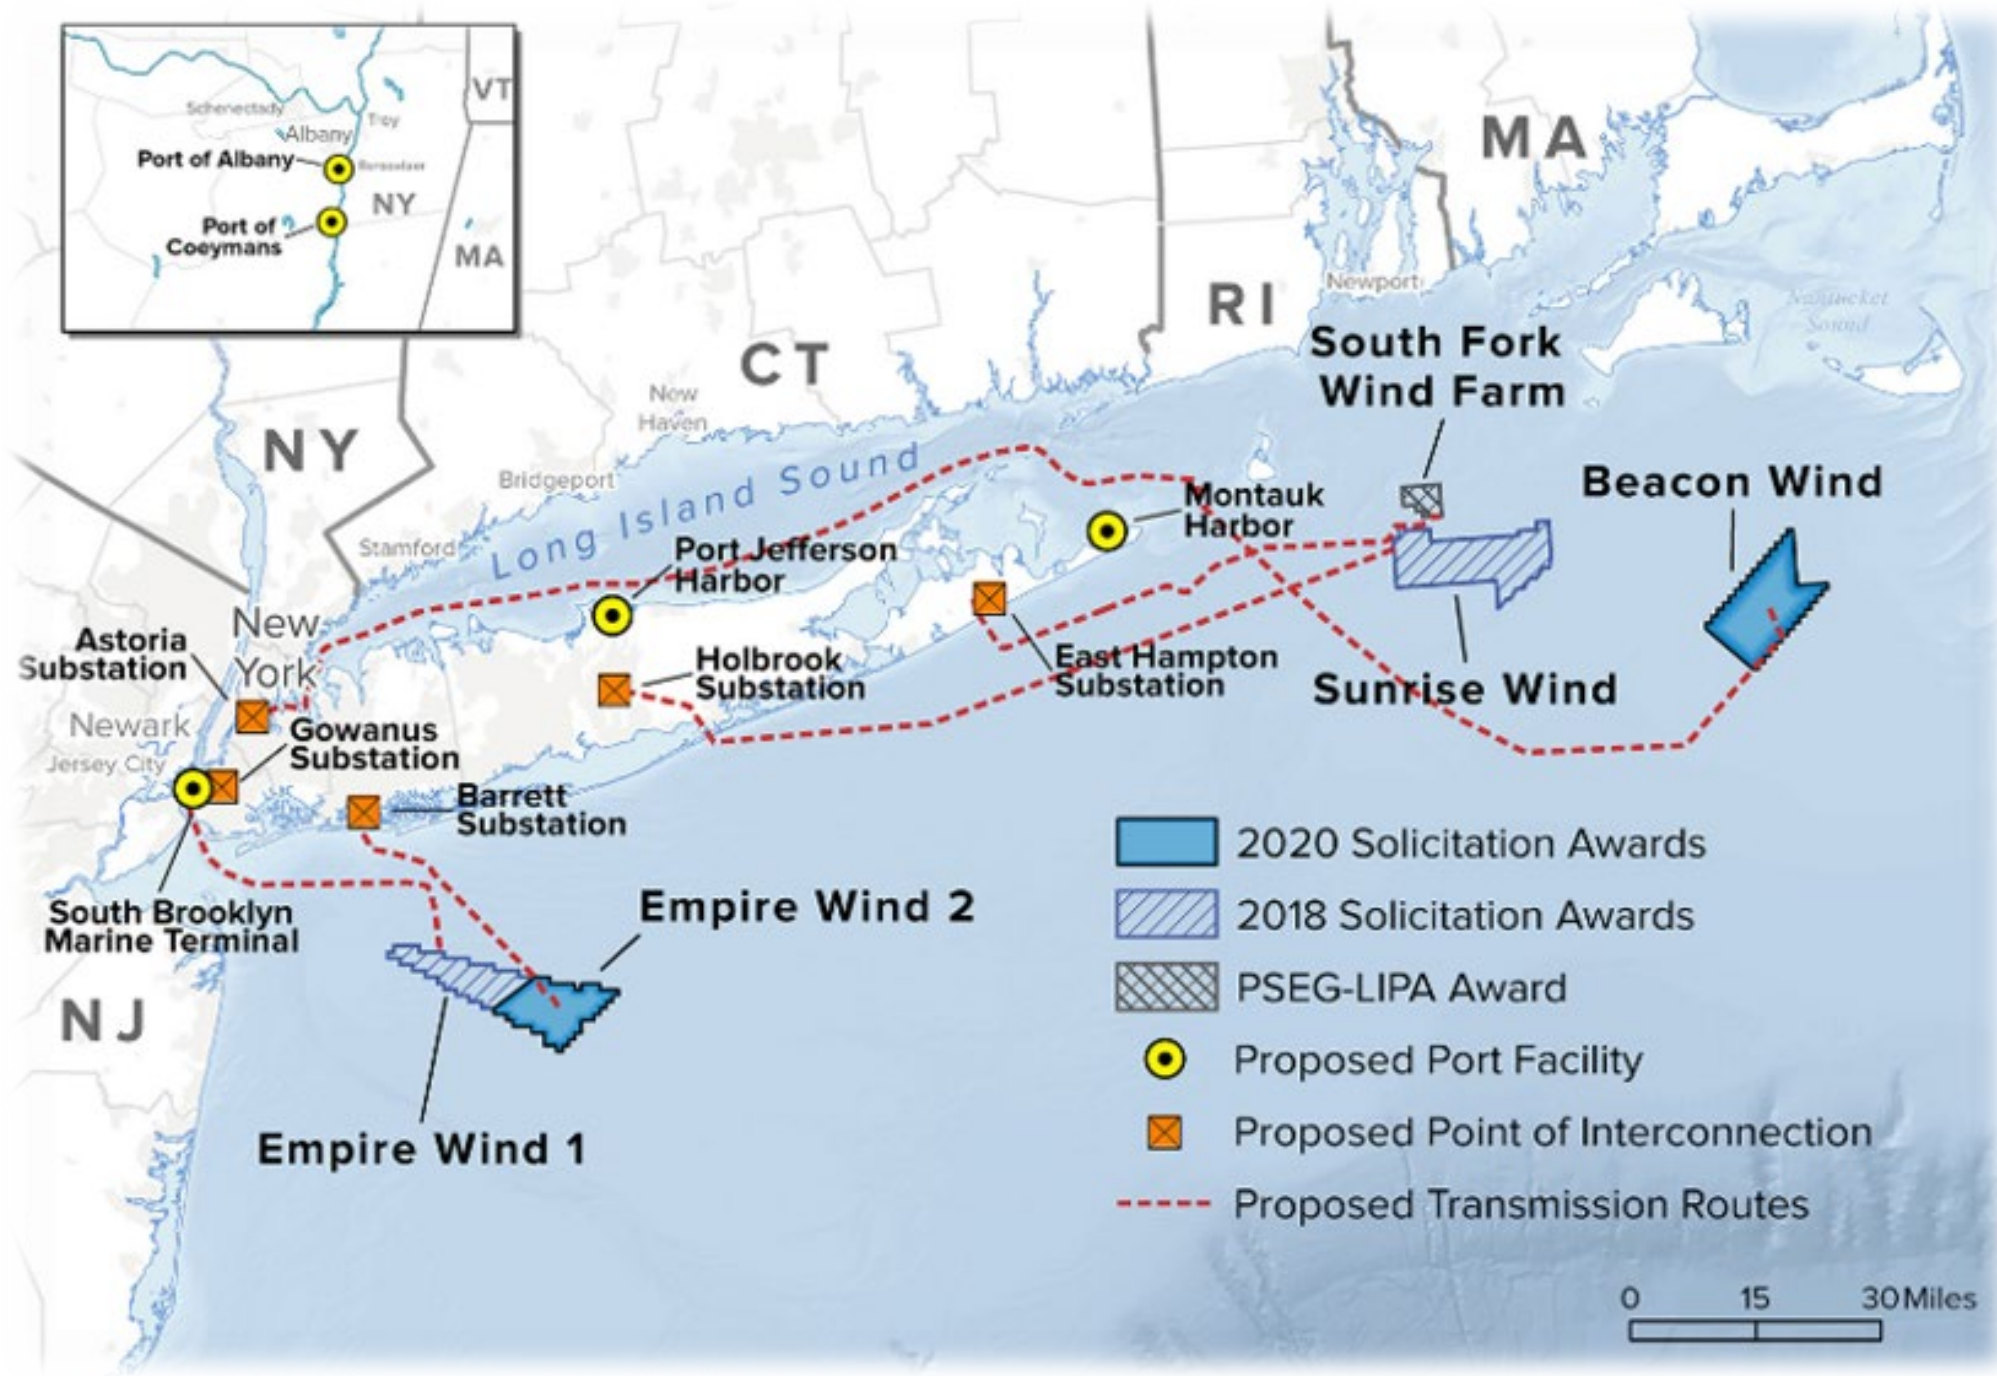 VT
Schenectady
Troy
Albany
Port of Albany
Rensselaer
NY
Port of
Coeymans
MA
MA
RI
Newport
Nantucket
Sound
CT
South Fork
Wind Farm
New
Haven
NY
Long Island Sound
Bridgeport
Beacon Wind
Montauk
Harbor
Stamford
Port Jefferson
Harbor
New
York
Astoria
Substation
Holbrook
Substation
East Hampton
Substation
Sunrise Wind
Newark
Gowanus
Substation
Jersey City
Barrett
Substation
South Brooklyn
Marine Terminal
Empire Wind 2
NJ
Empire Wind 1
2020 Solicitation Awards
2018 Solicitation Awards
PSEG-LIPA Award
Proposed Port Facility
Proposed Point of Interconnection
Proposed Transmission Routes
0 15 30 Miles